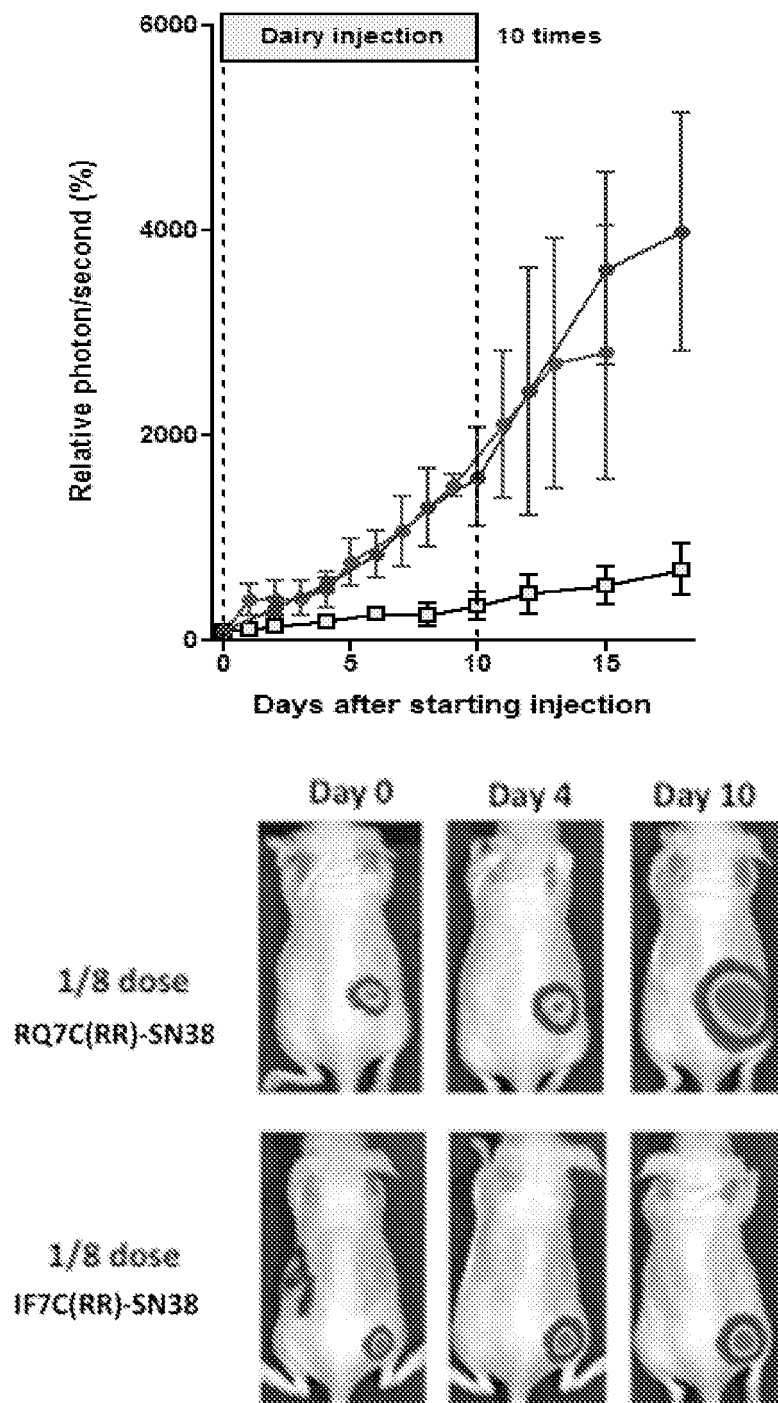 6000
Dairy injection 10 times
4000
2000
0
Relative photon/second (%)
0 5 10 15
Days after starting injection
Day 0 Day 4 Day 10
1/8 dose
RQ7C(RR)-SN38
1/8 dose
IF7C(RR)-SN38